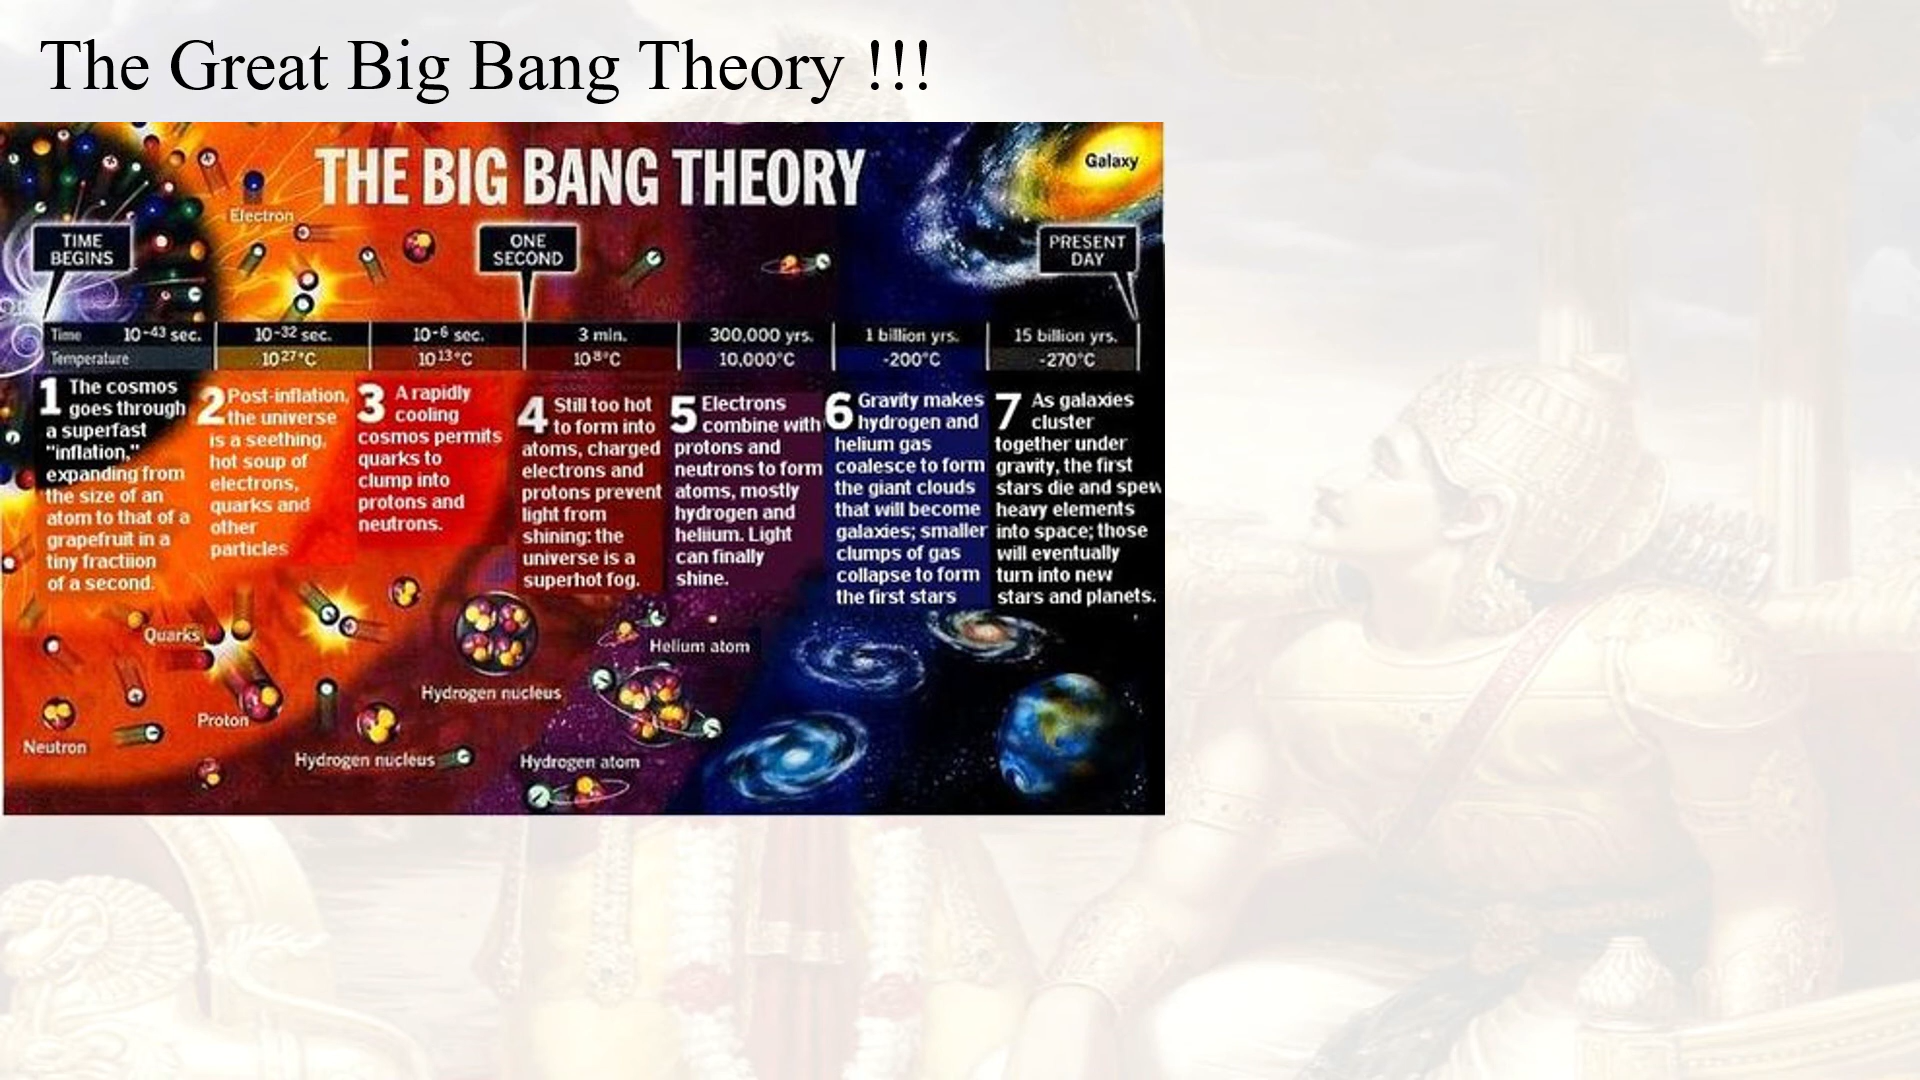 The Great Big Bang Theory !!!
THE BIG BANG THEORY
Galaxy
Electron
TIME
BEGINS
ONE
SECOND
PRESENT
DAY
Time 10-43 sec. 10-32 sec. 10-6 sec. 3 min. 300,000 yrs. 1 billion yrs. 15 billion yrs.
Temperature 1027°C 1013°C 108°C 10,000°C -200°C -270°C
1 The cosmos
goes through
a superfast
"inflation,"
expanding from
the size of an
atom to that of a
grapefruit in a
tiny fractiion
of a second.
2 Post-inflation,
the universe
is a seething,
hot soup of
electrons,
quarks and
other
particles
3 A rapidly
cooling
cosmos permits
quarks to
clump into
protons and
neutrons.
4 Still too hot
to form into
atoms, charged
electrons and
protons prevent
light from
shining: the
universe is a
superhot fog.
5 Electrons
combine with
protons and
neutrons to form
atoms, mostly
hydrogen and
heliium. Light
can finally
shine.
6 Gravity makes
hydrogen and
helium gas
coalesce to form
the giant clouds
that will become
galaxies; smaller
clumps of gas
collapse to form
the first stars
7 As galaxies
cluster
together under
gravity, the first
stars die and spew
heavy elements
into space; those
will eventually
turn into new
stars and planets.
Quarks
Helium atom
Hydrogen nucleus
Proton
Neutron
Hydrogen nucleus
Hydrogen atom